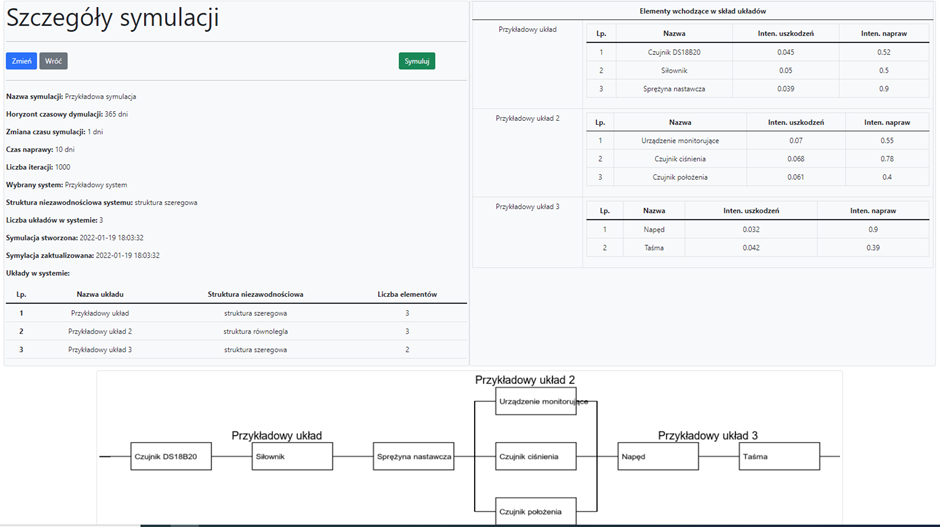 Szczegóły symulacji
Zmień Wróć Symuluj
Nazwa symulacji: Przykładowa symulacja
Horyzont czasowy dymulacji: 365 dni
Zmiana czasu symulacji: 1 dni
Czas naprawy: 10 dni
Liczba iteracji: 1000
Wybrany system: Przykładowy system
Struktura niezawodnościowa systemu: struktura szeregowa
Liczba układów w systemie: 3
Symulacja stworzona: 2022-01-19 18:03:32
Symylacja zaktualizowana: 2022-01-19 18:03:32
Układy w systemie:
Lp. Nazwa układu Struktura niezawodnościowa Liczba elementów
1 Przykładowy układ struktura szeregowa 3
2 Przykładowy układ 2 struktura równolegla 3
3 Przykładowy układ 3 struktura szeregowa 2
Elementy wchodzące w skład układów
Przykładowy układ
Lp. Nazwa Inten. uszkodzeń Inten. napraw
1 Czujnik DS18B20 0.045 0.52
2 Siłownik 0.05 0.5
3 Sprężyna nastawcza 0.039 0.9
Przykładowy układ 2
Lp. Nazwa Inten. uszkodzeń Inten. napraw
1 Urządzenie monitorujące 0.07 0.55
2 Czujnik ciśnienia 0.068 0.78
3 Czujnik położenia 0.061 0.4
Przykładowy układ 3
Lp. Nazwa Inten. uszkodzeń Inten. napraw
1 Napęd 0.032 0.9
2 Taśma 0.042 0.39
Przykładowy układ 2
Urządzenie monitorujące
Przykładowy układ
Przykładowy układ 3
Czujnik DS18B20
Siłownik
Sprężyna nastawcza
Czujnik ciśnienia
Napęd
Taśma
Czujnik położenia